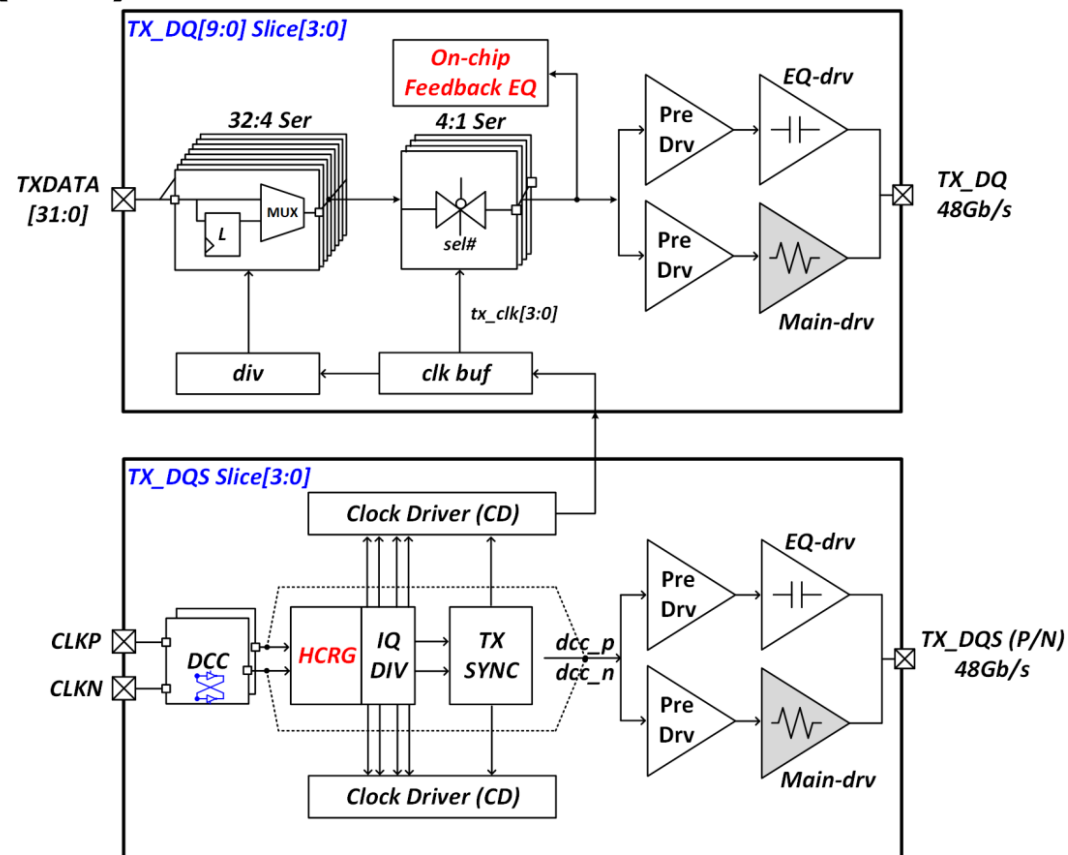 TX_DQ[9:0] Slice[3:0]
On-chip
Feedback EQ
EQ-drv
32:4 Ser
4:1 Ser
Pre
Drv
TXDATA
[31:0]
MUX
L
sel#
TX_DQ
48Gb/s
Pre
Drv
tx_clk[3:0]
Main-drv
div
clk buf
TX_DQS Slice[3:0]
Clock Driver (CD)
EQ-drv
Pre
Drv
CLKP
CLKN
DCC
HCRG
IQ
DIV
TX
SYNC
dcc_p
dcc_n
TX_DQS (P/N)
48Gb/s
Pre
Drv
Main-drv
Clock Driver (CD)